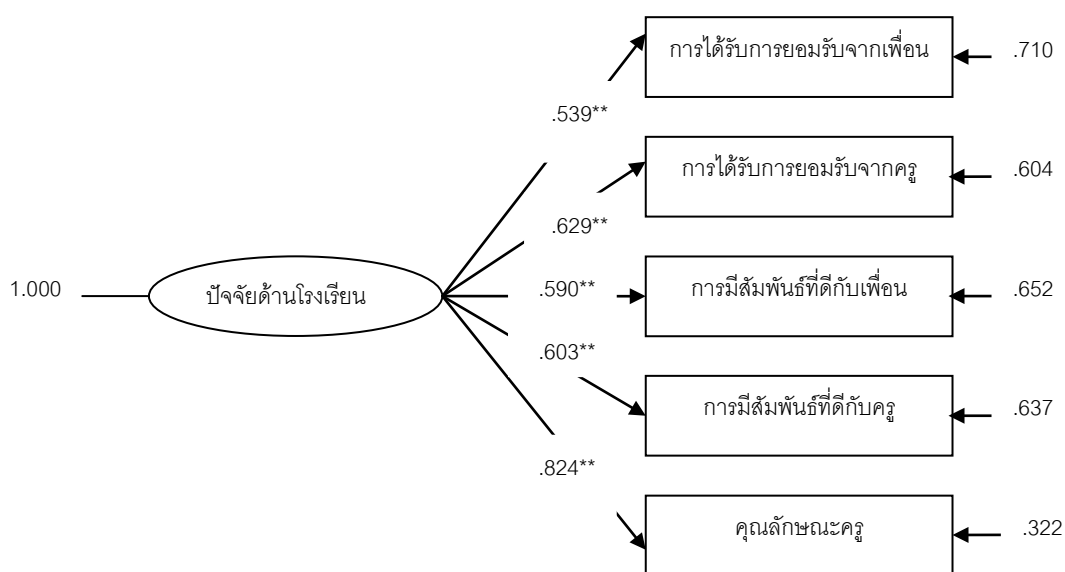 การได้รับการยอมรับจากเพื่อน
.710
.539**
การได้รับการยอมรับจากครู
.604
.629**
1.000
ปัจจัยด้านโรงเรียน
.590**
การมีสัมพันธ์ที่ดีกับเพื่อน
.652
.603**
การมีสัมพันธ์ที่ดีกับครู
.637
.824**
คุณลักษณะครู
.322